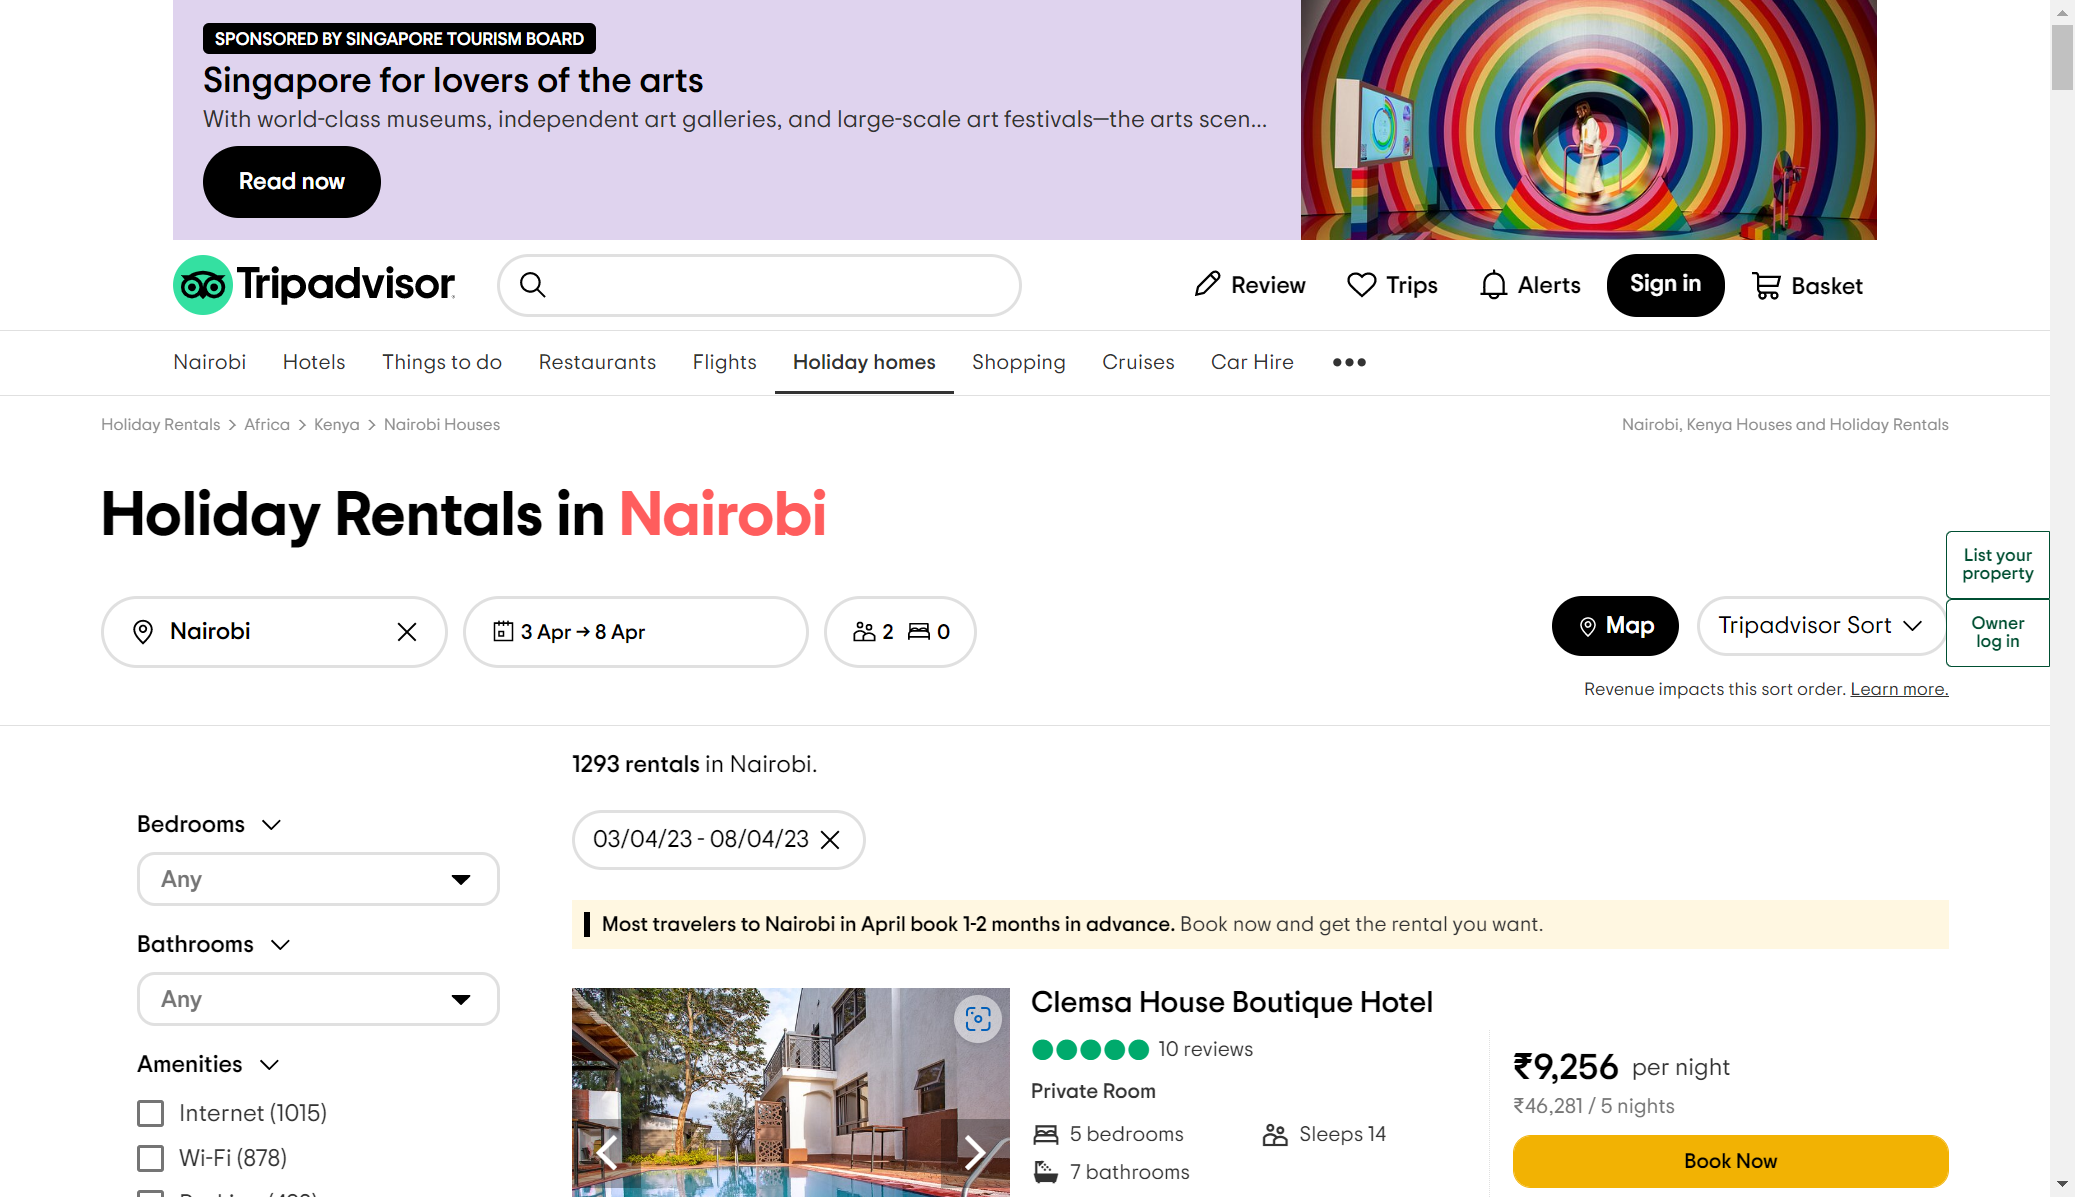 SPONSORED BY SINGAPORE TOURISM BOARD
Singapore for lovers of the arts
With world-class museums, independent art galleries, and large-scale art festivals—the arts scen...
Read now
Tripadvisor
Review
Trips
Alerts
Sign in
Basket
Nairobi
Hotels
Things to do
Restaurants
Flights
Holiday homes
Shopping
Cruises
Car Hire
Holiday Rentals > Africa > Kenya > Nairobi Houses
Nairobi, Kenya Houses and Holiday Rentals
Holiday Rentals in Nairobi
List your
property
Owner
log in
Nairobi
3 Apr → 8 Apr
2
0
Map
Tripadvisor Sort
Revenue impacts this sort order. Learn more.
1293 rentals in Nairobi.
03/04/23 - 08/04/23
Bedrooms
Any
Bathrooms
Any
Amenities
Internet (1015)
Wi-Fi (878)
Most travelers to Nairobi in April book 1-2 months in advance. Book now and get the rental you want.
Clemsa House Boutique Hotel
10 reviews
Private Room
5 bedrooms
Sleeps 14
7 bathrooms
₹9,256 per night
₹46,281 / 5 nights
Book Now